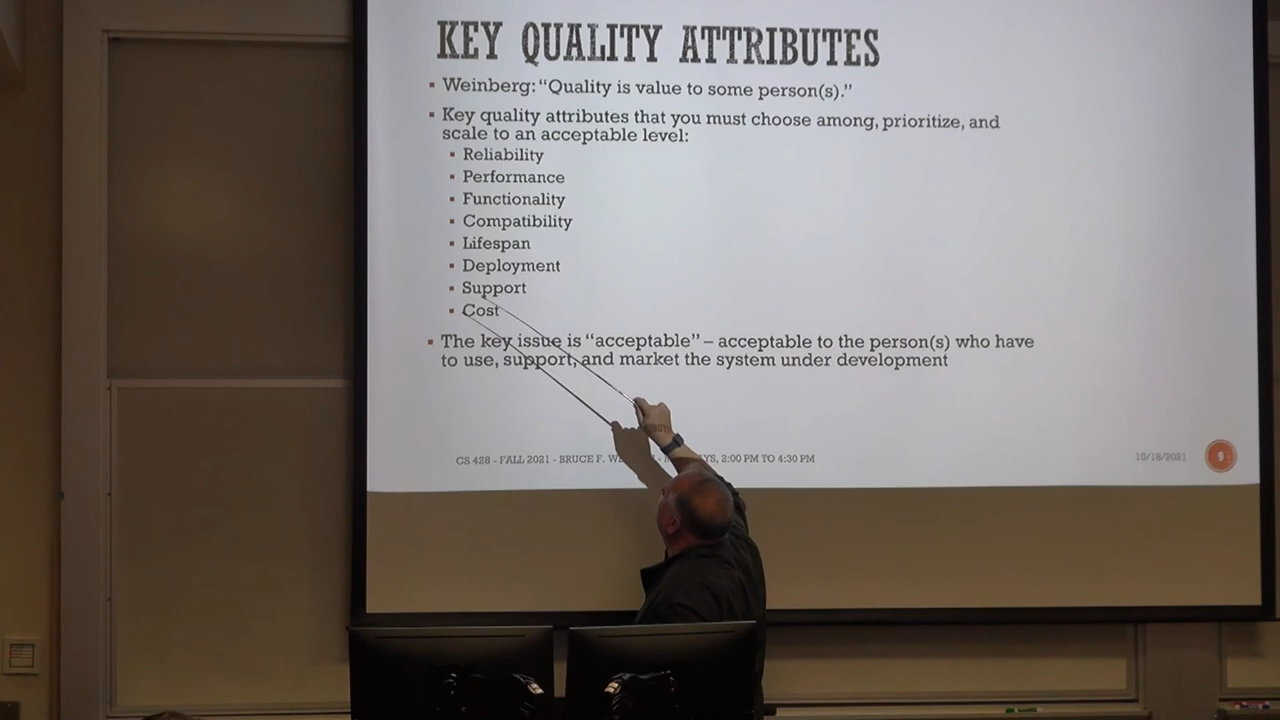 KEY QUALITY ATTRIBUTES
▪ Weinberg: “Quality is value to some person(s).”
▪ Key quality attributes that you must choose among, prioritize, and
scale to an acceptable level:
▪ Reliability
▪ Performance
▪ Functionality
▪ Compatibility
▪ Lifespan
▪ Deployment
▪ Support
▪ Cost
▪ The key issue is “acceptable” – acceptable to the person(s) who have
to use, support, and market the system under development
CS 428 - FALL 2021 - BRUCE F. 2:00 PM TO 4:30 PM
10/18/2021
9